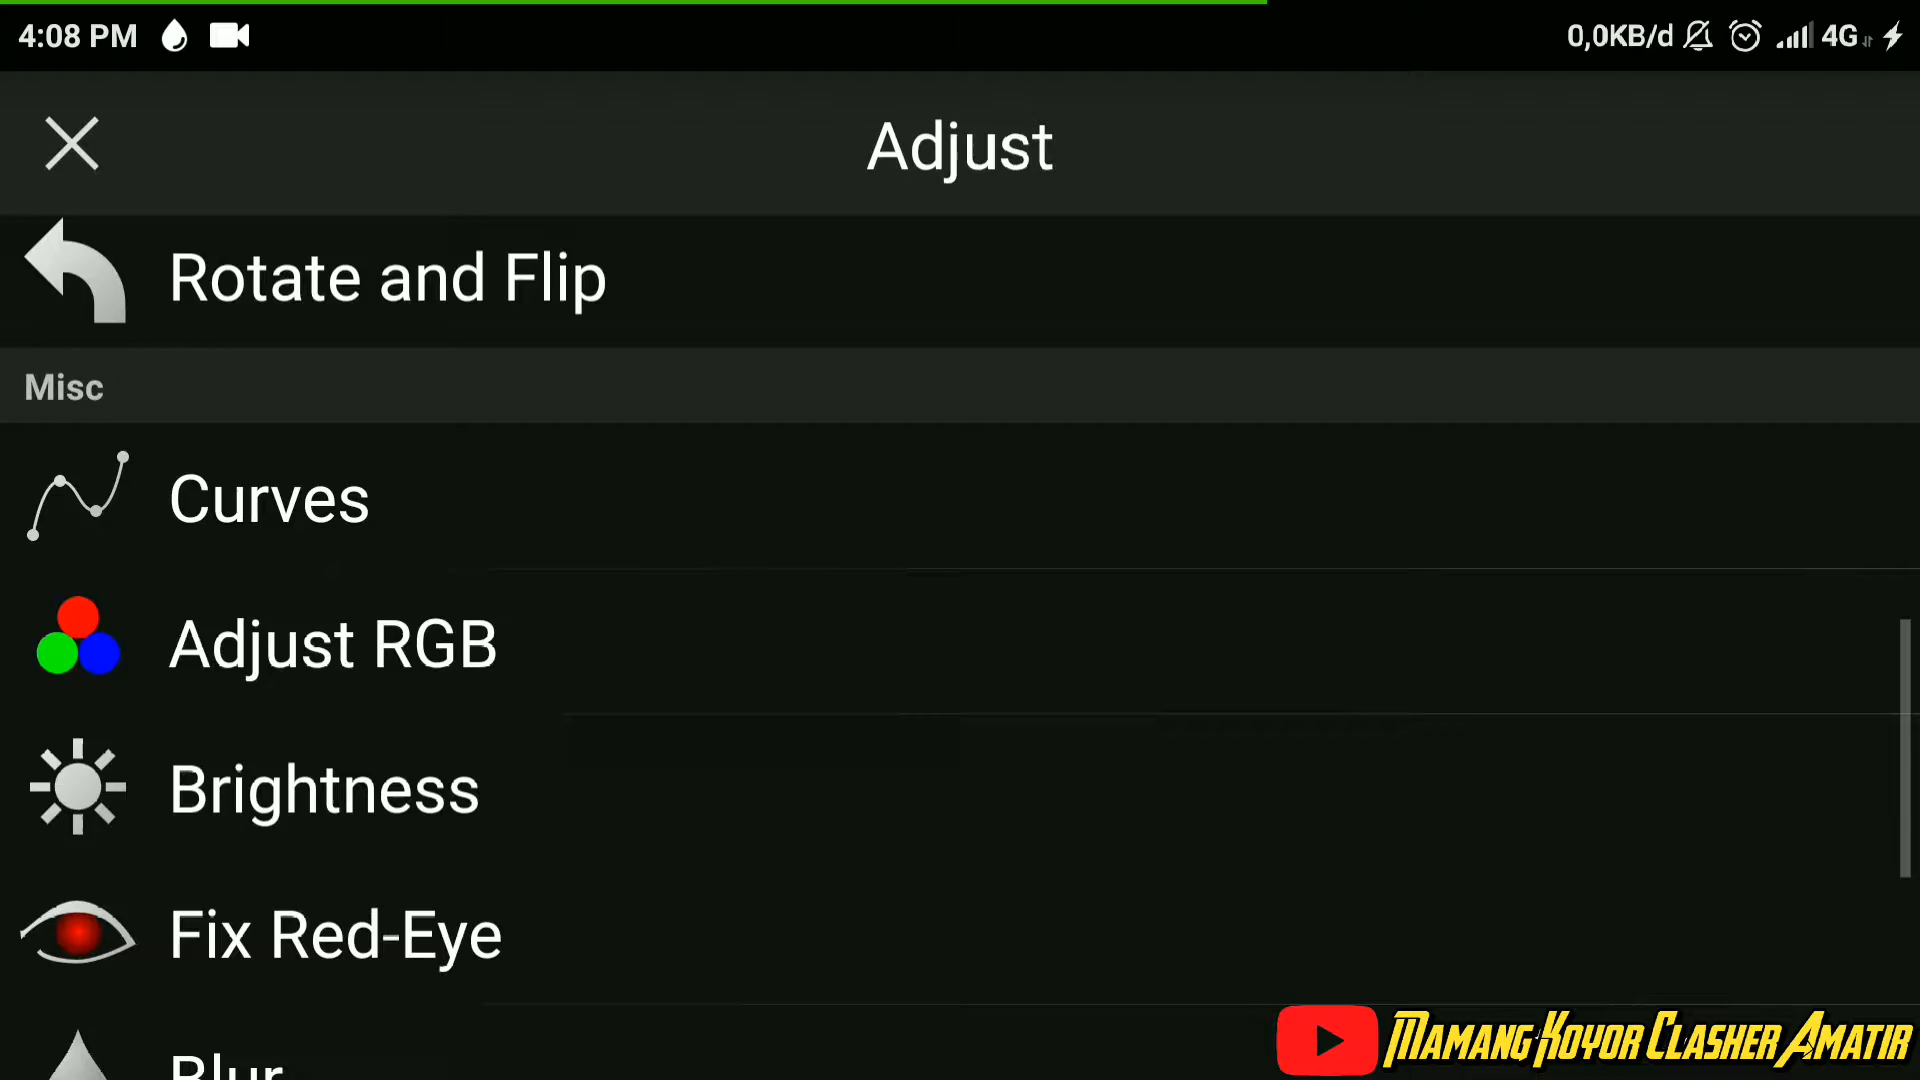 4:08 PM
0,0KB/d 4G
Adjust
Rotate and Flip
Misc
Curves
Adjust RGB
Brightness
Fix Red-Eye
Blur
Mamang Koyor Clasher Amatir